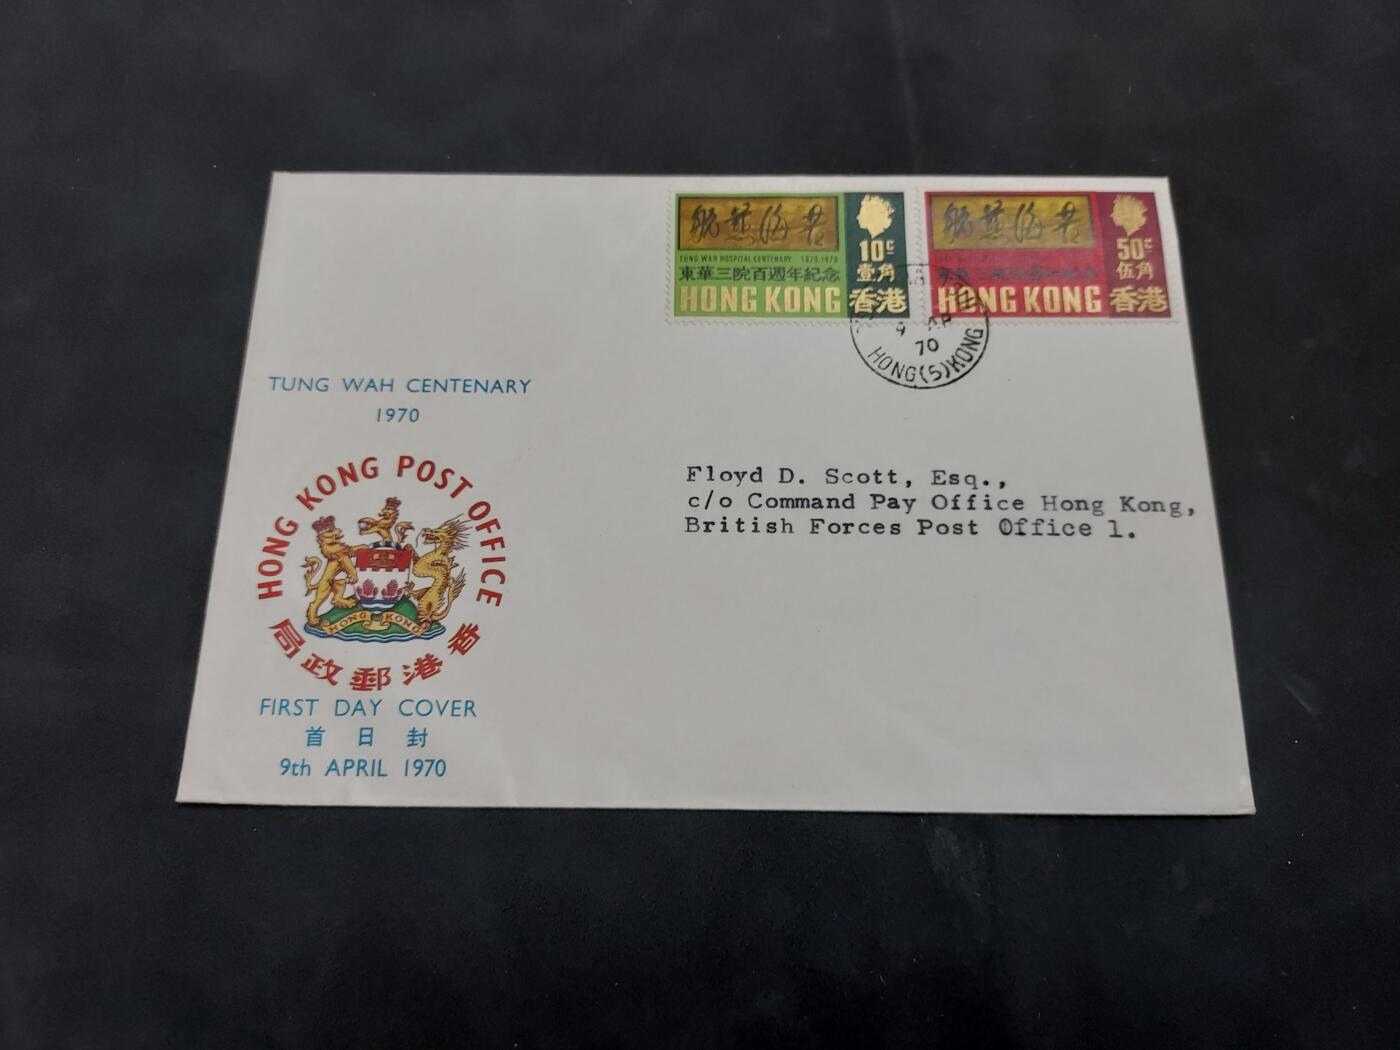 TUNG WAH HOSPITAL CENTENARY 1870-1970
東華三院百週年紀念
HONG KONG
10c
壹角
香港
HONG KONG
50c
伍角
香港
9 AP
70
HONG (5) KONG
TUNG WAH CENTENARY
1970
HONG KONG POST OFFICE
HONG KONG
香港郵政局
FIRST DAY COVER
首日封
9th APRIL 1970
Floyd D. Scott, Esq.,
c/o Command Pay Office Hong Kong,
British Forces Post Office 1.